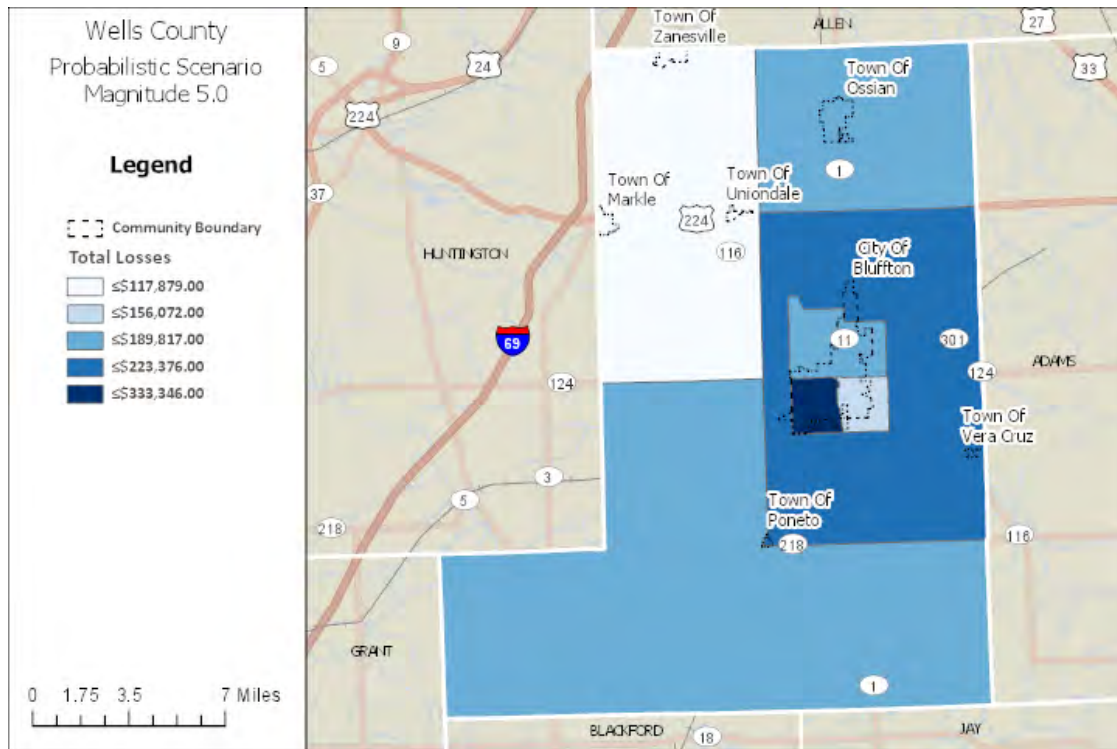 Wells County
Probabilistic Scenario
Magnitude 5.0
Legend
Community Boundary
Total Losses
≤$117,879.00
≤$156,072.00
≤$189,817.00
≤$223,376.00
≤$333,346.00
0 1.75 3.5 7 Miles
Town Of
Zanesville
ALLEN
27
9
5
24
33
Town Of
Ossian
224
1
37
Town Of
Markle
Town Of
Uniondale
224
116
HUNTINGTON
City Of
Bluffton
69
11
301
ADAMS
124
124
Town Of
Vera Cruz
3
5
Town Of
Poneto
218
218
116
GRANT
1
BLACKFORD
18
JAY